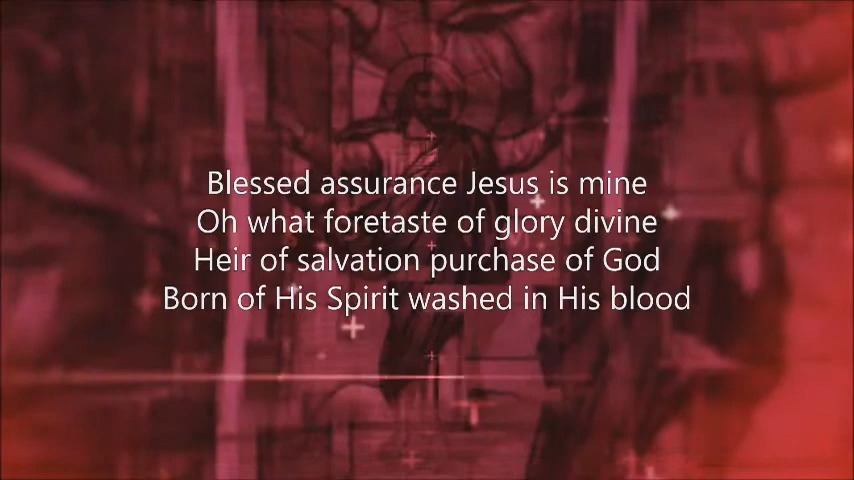 Blessed assurance Jesus is mine
Oh what foretaste of glory divine
Heir of salvation purchase of God
Born of His Spirit washed in His blood